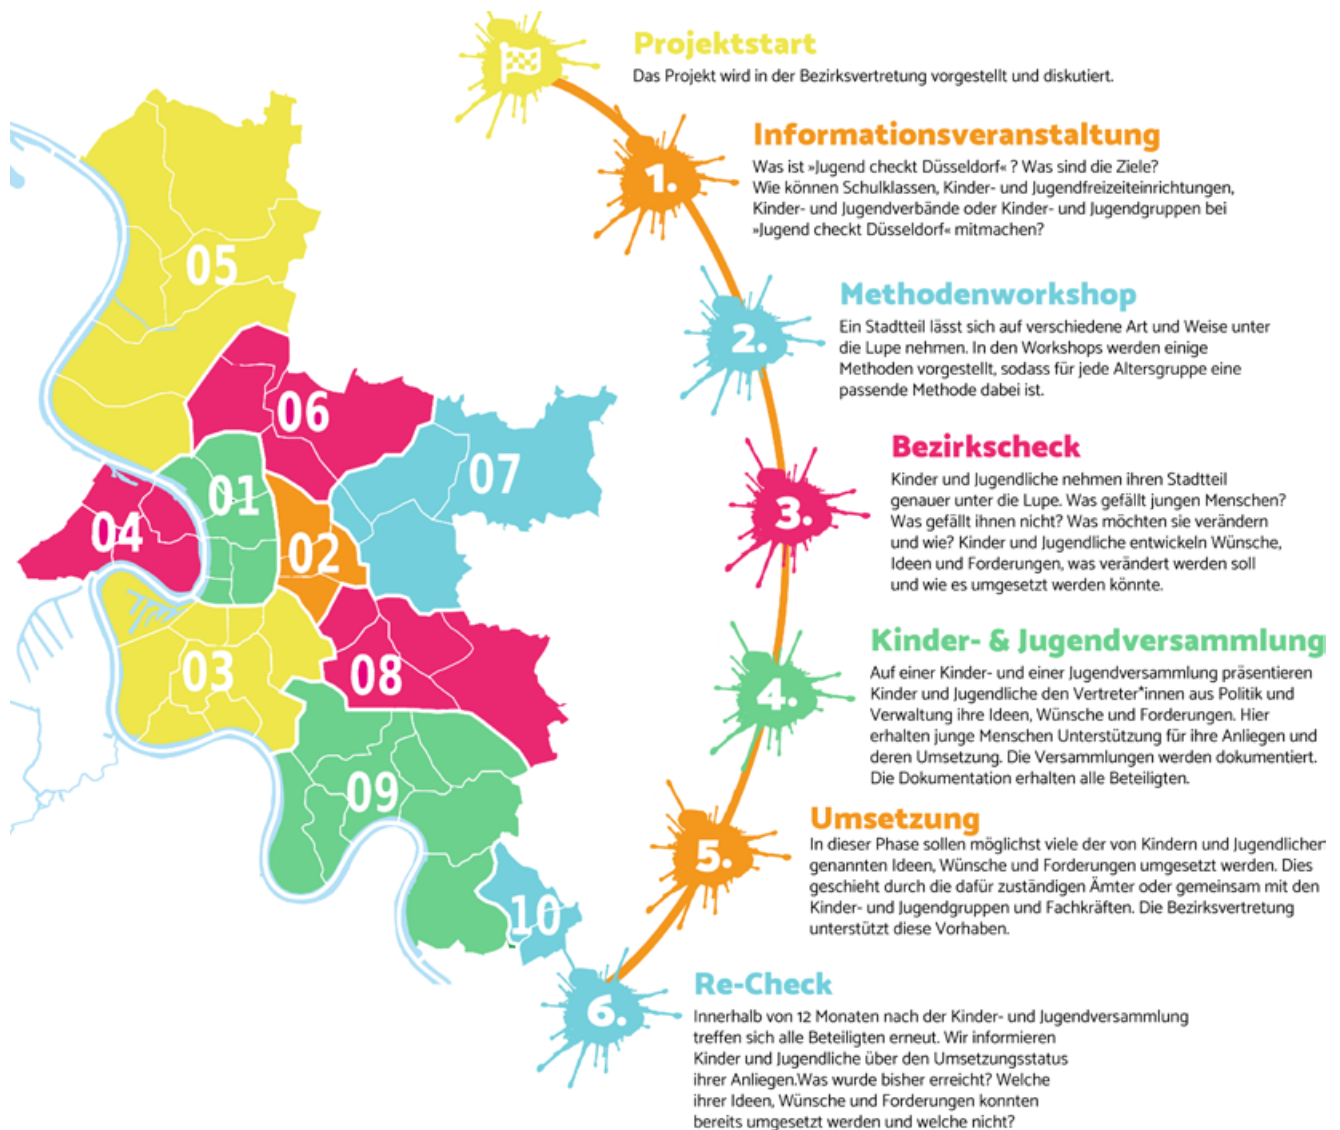 Projektstart
Das Projekt wird in der Bezirksvertretung vorgestellt und diskutiert.
1.
Informationsveranstaltung
Was ist »Jugend checkt Düsseldorf« ? Was sind die Ziele?
Wie können Schulklassen, Kinder- und Jugendfreizeiteinrichtungen,
Kinder- und Jugendverbände oder Kinder- und Jugendgruppen bei
»Jugend checkt Düsseldorf« mitmachen?
2.
Methodenworkshop
Ein Stadtteil lässt sich auf verschiedene Art und Weise unter
die Lupe nehmen. In den Workshops werden einige
Methoden vorgestellt, sodass für jede Altersgruppe eine
passende Methode dabei ist.
3.
Bezirkscheck
Kinder und Jugendliche nehmen ihren Stadtteil
genauer unter die Lupe. Was gefällt jungen Menschen?
Was gefällt ihnen nicht? Was möchten sie verändern
und wie? Kinder und Jugendliche entwickeln Wünsche,
Ideen und Forderungen, was verändert werden soll
und wie es umgesetzt werden könnte.
4.
Kinder- & Jugendversammlung
Auf einer Kinder- und einer Jugendversammlung präsentieren
Kinder und Jugendliche den Vertreter*innen aus Politik und
Verwaltung ihre Ideen, Wünsche und Forderungen. Hier
erhalten junge Menschen Unterstützung für ihre Anliegen und
deren Umsetzung. Die Versammlungen werden dokumentiert.
Die Dokumentation erhalten alle Beteiligten.
5.
Umsetzung
In dieser Phase sollen möglichst viele der von Kindern und Jugendlichen
genannten Ideen, Wünsche und Forderungen umgesetzt werden. Dies
geschieht durch die dafür zuständigen Ämter oder gemeinsam mit den
Kinder- und Jugendgruppen und Fachkräften. Die Bezirksvertretung
unterstützt diese Vorhaben.
6.
Re-Check
Innerhalb von 12 Monaten nach der Kinder- und Jugendversammlung
treffen sich alle Beteiligten erneut. Wir informieren
Kinder und Jugendliche über den Umsetzungsstatus
ihrer Anliegen.Was wurde bisher erreicht? Welche
ihrer Ideen, Wünsche und Forderungen konnten
bereits umgesetzt werden und welche nicht?
05
06
07
01
04
02
03
08
09
10